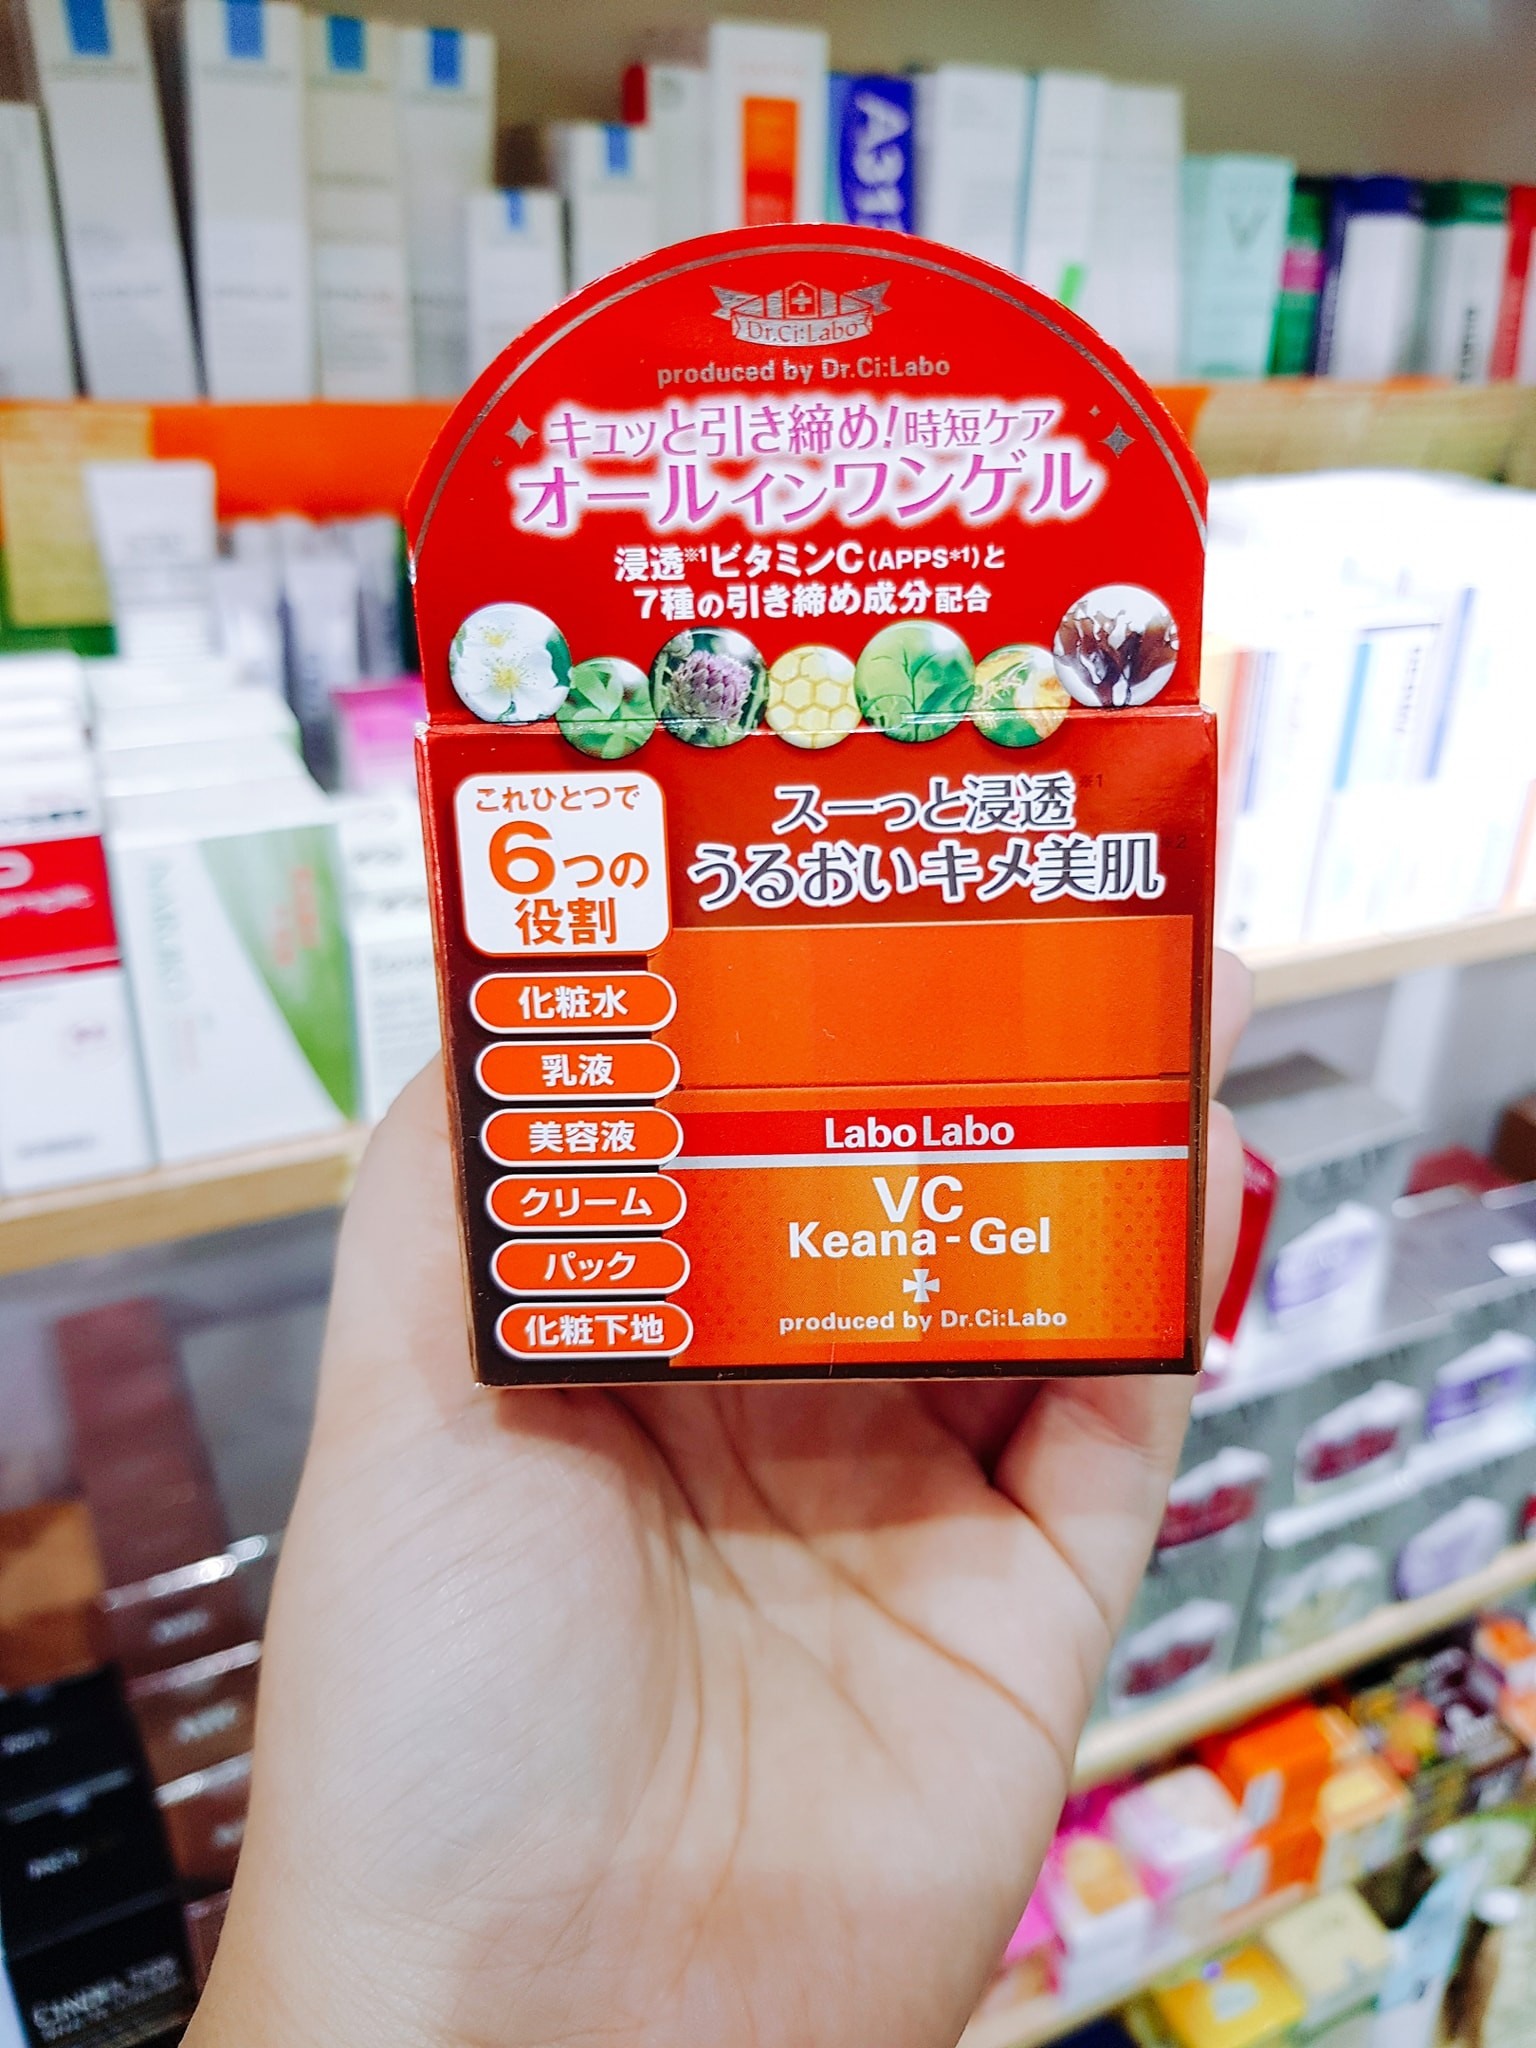 Dr.Ci:Labo
produced by Dr.Ci:Labo
キュッと引き締め!時短ケア
オールインワンゲル
浸透※1ビタミンC(APPS*1)と
7種の引き締め成分配合
これひとつで
6つの
役割
スーっと浸透※1
うるおいキメ美肌※2
化粧水
乳液
美容液
クリーム
パック
化粧下地
Labo Labo
VC
Keana-Gel
produced by Dr.Ci:Labo
A31